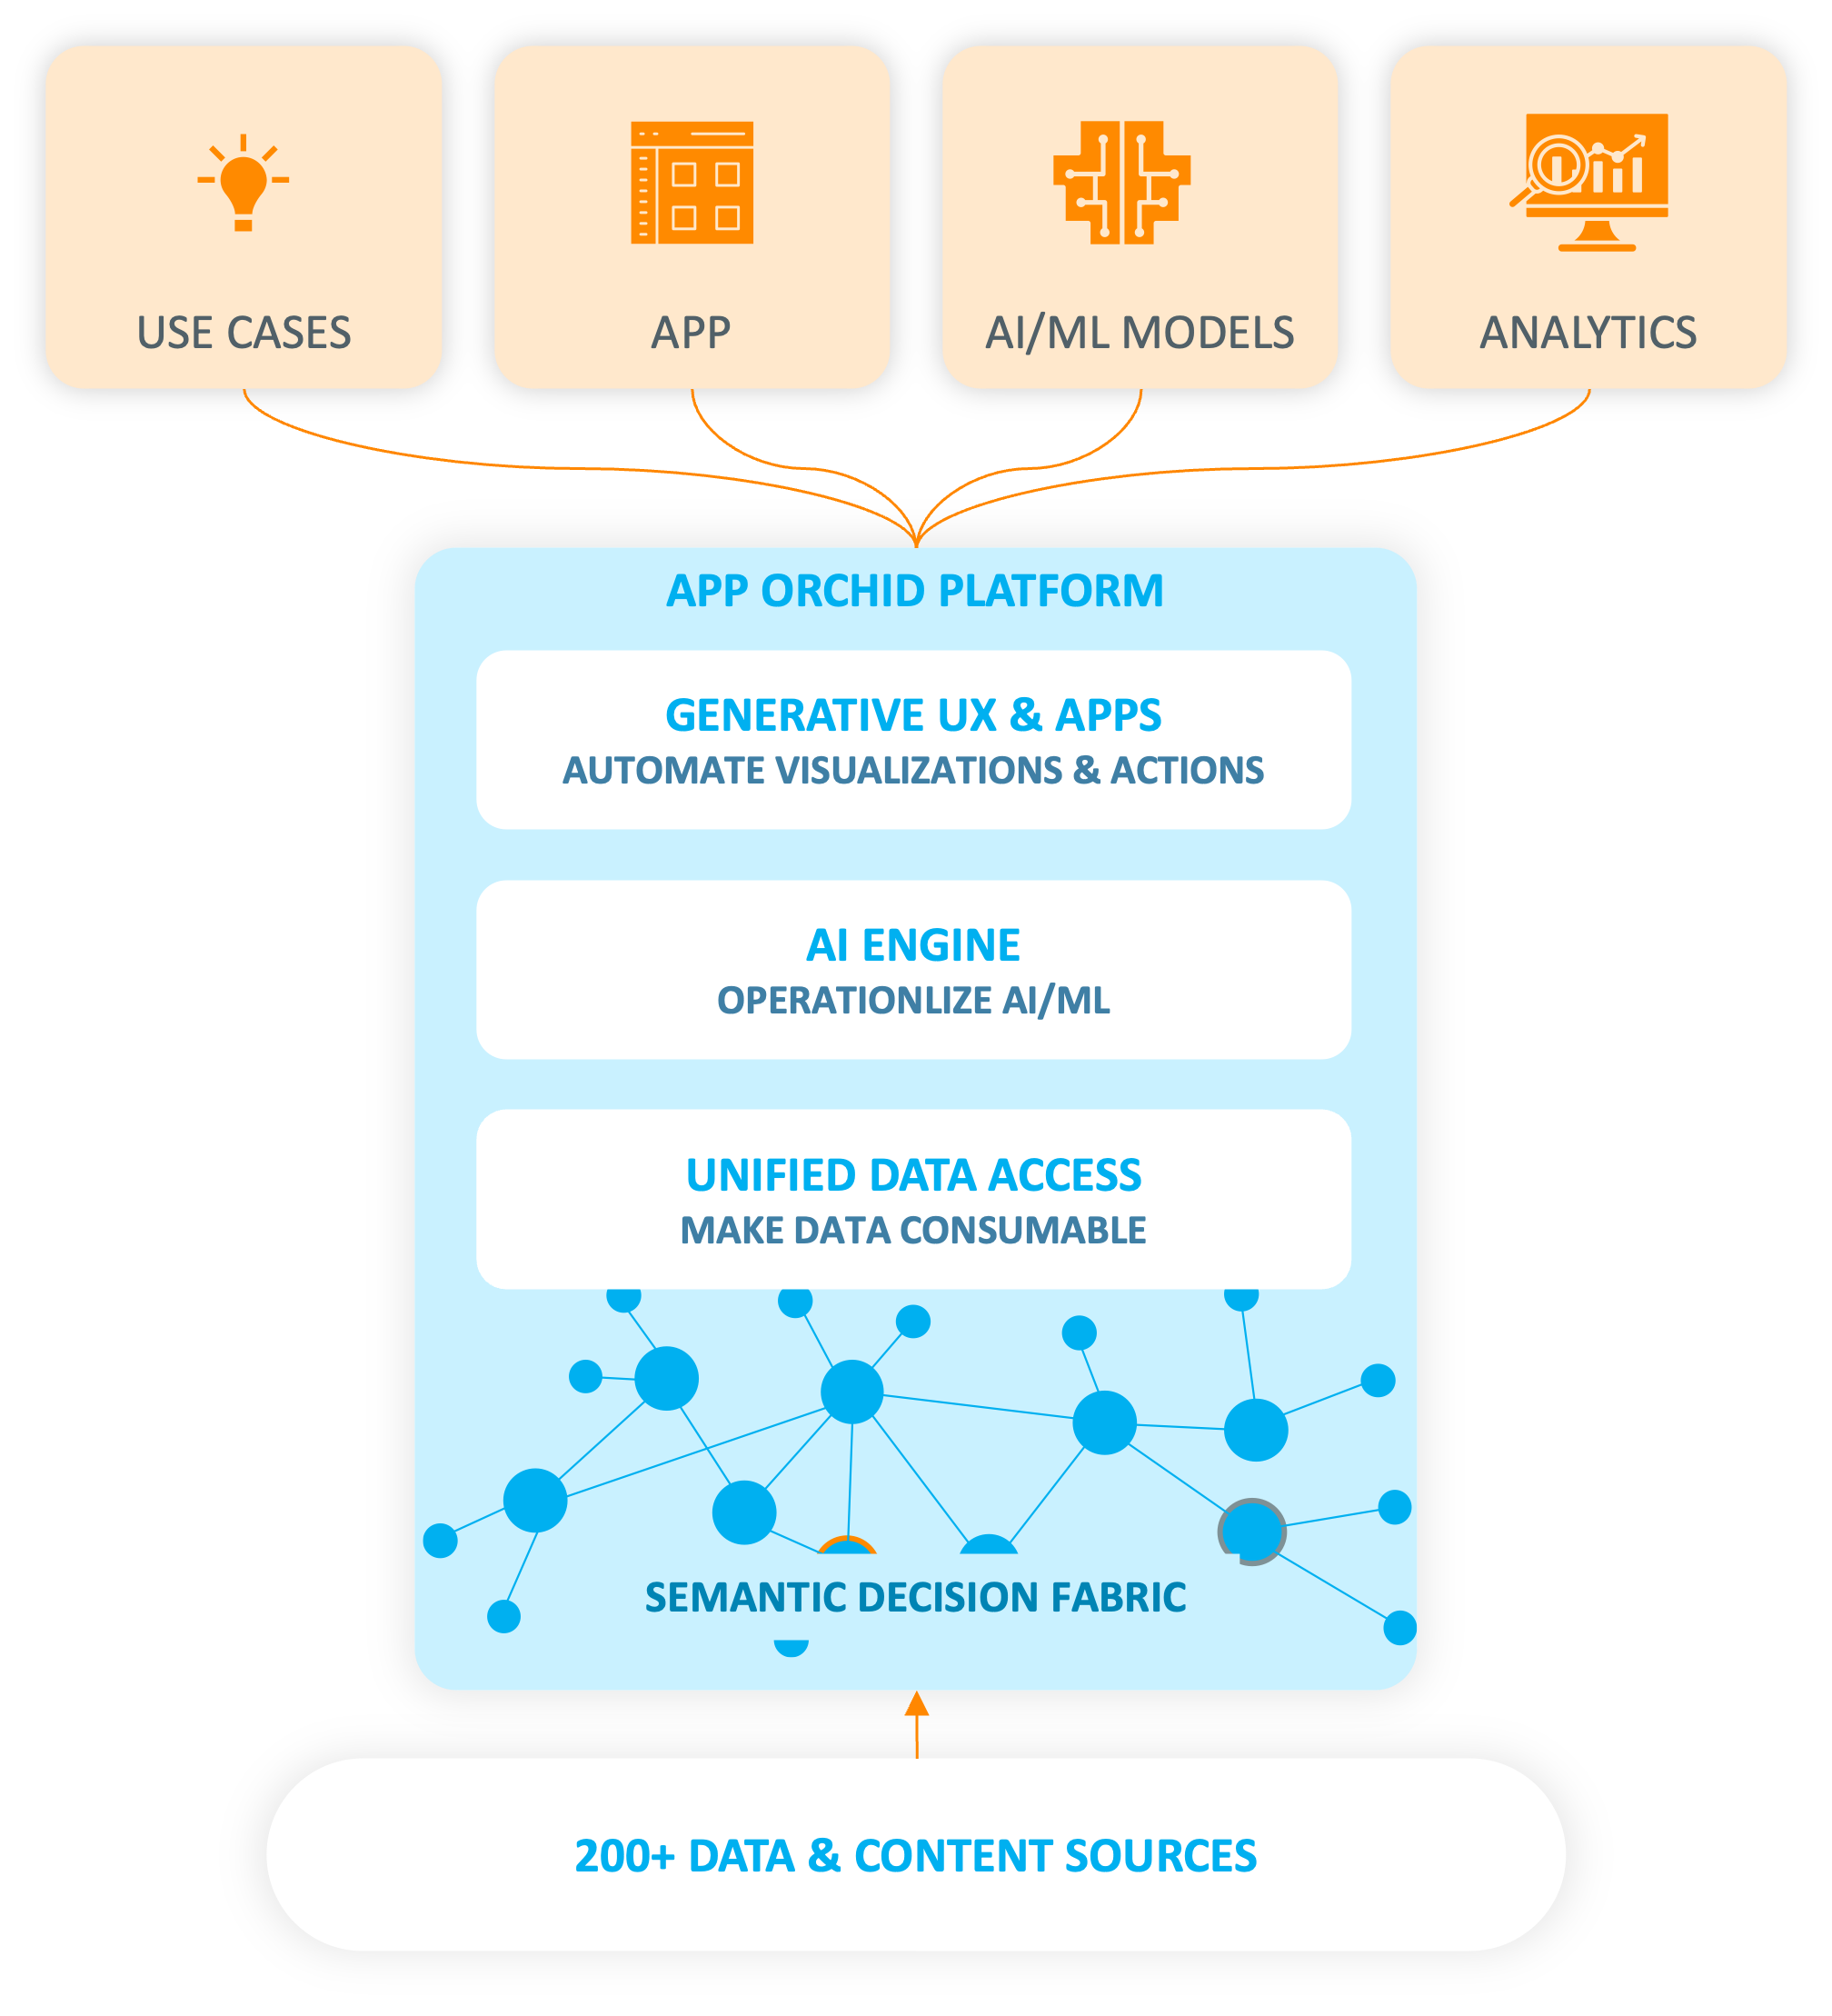 USE CASES
APP
AI/ML MODELS
ANALYTICS
APP ORCHID PLATFORM
GENERATIVE UX & APPS
AUTOMATE VISUALIZATIONS & ACTIONS
AI ENGINE
OPERATIONLIZE AI/ML
UNIFIED DATA ACCESS
MAKE DATA CONSUMABLE
SEMANTIC DECISION FABRIC
200+ DATA & CONTENT SOURCES